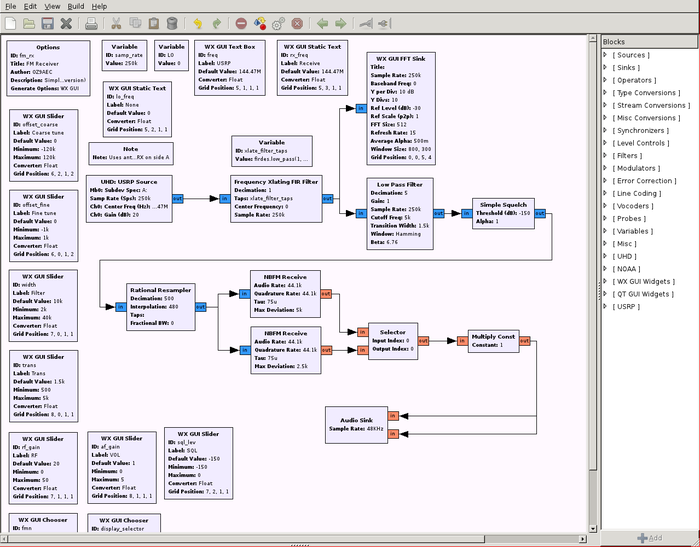 File Edit View Build Help
Options
ID: fm_rx
Title: FM Receiver
Author: OZ9AEC
Description: Simpl...version!
Generate Options: WX GUI
Variable
ID: samp_rate
Value: 250k
Variable
ID: LO
Value: 0
WX GUI Text Box
ID: freq
Label: USRP
Default Value: 144.47M
Converter: Float
Grid Position: 5, 1, 1, 1
WX GUI Static Text
ID: rx_freq
Label: Receive
Default Value: 144.47M
Converter: Float
Grid Position: 5, 3, 1, 1
WX GUI FFT Sink
Title:
Sample Rate: 250k
Baseband Freq: 0
Y per Div: 10 dB
Y Divs: 10
Ref Level (dB): -30
Ref Scale (p2p): 1
FFT Size: 512
Refresh Rate: 15
Average Alpha: 500m
Window Size: 800, 300
Grid Position: 0, 0, 5, 4
in
WX GUI Static Text
ID: lo_freq
Label: None
Default Value: 0
Converter: Float
Grid Position: 5, 2, 1, 1
WX GUI Slider
ID: offset_coarse
Label: Coarse tune
Default Value: 0
Minimum: -120k
Maximum: 120k
Converter: Float
Grid Position: 6, 2, 1, 2
Note
Note: Uses ant...RX on side A
Variable
ID: xlate_filter_taps
Value: firdes.low_pass(1, ...
UHD: USRP Source
Mb0: Subdev Spec: A:
Samp Rate (Sps): 250k
Ch0: Center Freq (Hz): ...47M
Ch0: Gain (dB): 20
out
in
Frequency Xlating FIR Filter
Decimation: 1
Taps: xlate_filter_taps
Center Frequency: 0
Sample Rate: 250k
out
in
Low Pass Filter
Decimation: 5
Gain: 1
Sample Rate: 250k
Cutoff Freq: 5k
Transition Width: 1.5k
Window: Hamming
Beta: 6.76
out
in
Simple Squelch
Threshold (dB): -150
Alpha: 1
out
WX GUI Slider
ID: offset_fine
Label: Fine tune
Default Value: 0
Minimum: -1k
Maximum: 1k
Converter: Float
Grid Position: 6, 0, 1, 2
WX GUI Slider
ID: width
Label: Filter
Default Value: 10k
Minimum: 2k
Maximum: 40k
Converter: Float
Grid Position: 7, 0, 1, 1
in
Rational Resampler
Decimation: 500
Interpolation: 480
Taps:
Fractional BW: 0
out
in
NBFM Receive
Audio Rate: 44.1k
Quadrature Rate: 44.1k
Tau: 75u
Max Deviation: 5k
out
in
NBFM Receive
Audio Rate: 44.1k
Quadrature Rate: 44.1k
Tau: 75u
Max Deviation: 2.5k
out
in
in
Selector
Input Index: 0
Output Index: 0
out
in
Multiply Const
Constant: 1
out
WX GUI Slider
ID: trans
Label: Trans
Default Value: 1.5k
Minimum: 500
Maximum: 5k
Converter: Float
Grid Position: 8, 0, 1, 1
Audio Sink
Sample Rate: 48KHz
in
in
WX GUI Slider
ID: rf_gain
Label: RF
Default Value: 20
Minimum: 0
Maximum: 50
Converter: Float
Grid Position: 7, 1, 1, 1
WX GUI Slider
ID: af_gain
Label: VOL
Default Value: 1
Minimum: 0
Maximum: 5
Converter: Float
Grid Position: 8, 1, 1, 1
WX GUI Slider
ID: sql_lev
Label: SQL
Default Value: -150
Minimum: -150
Maximum: 0
Converter: Float
Grid Position: 7, 2, 1, 1
WX GUI Chooser
ID: fmn
WX GUI Chooser
ID: display_selector
Blocks
[ Sources ]
[ Sinks ]
[ Operators ]
[ Type Conversions ]
[ Stream Conversions ]
[ Misc Conversions ]
[ Synchronizers ]
[ Level Controls ]
[ Filters ]
[ Modulators ]
[ Error Correction ]
[ Line Coding ]
[ Vocoders ]
[ Probes ]
[ Variables ]
[ Misc ]
[ UHD ]
[ NOAA ]
[ WX GUI Widgets ]
[ QT GUI Widgets ]
[ USRP ]
Add